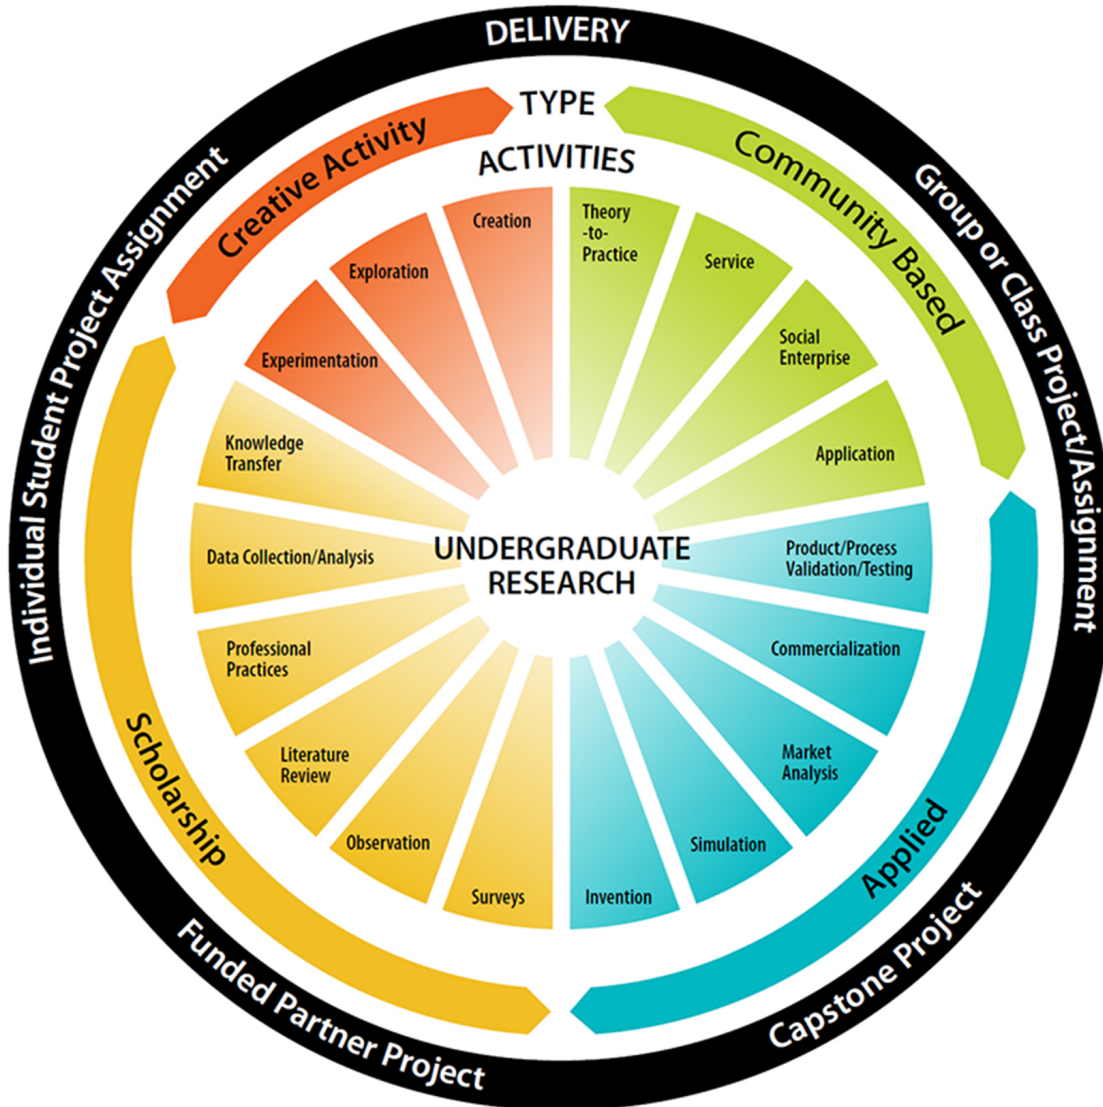 DELIVERY
TYPE
ACTIVITIES
Creative Activity
Community Based
Individual Student Project Assignment
Group or Class Project/Assignment
Creation
Theory
-to-
Practice
Exploration
Service
Experimentation
Social
Enterprise
Knowledge
Transfer
Application
Data Collection/Analysis
UNDERGRADUATE
RESEARCH
Product/Process
Validation/Testing
Professional
Practices
Commercialization
Literature
Review
Market
Analysis
Observation
Simulation
Surveys
Invention
Scholarship
Applied
Funded Partner Project
Capstone Project